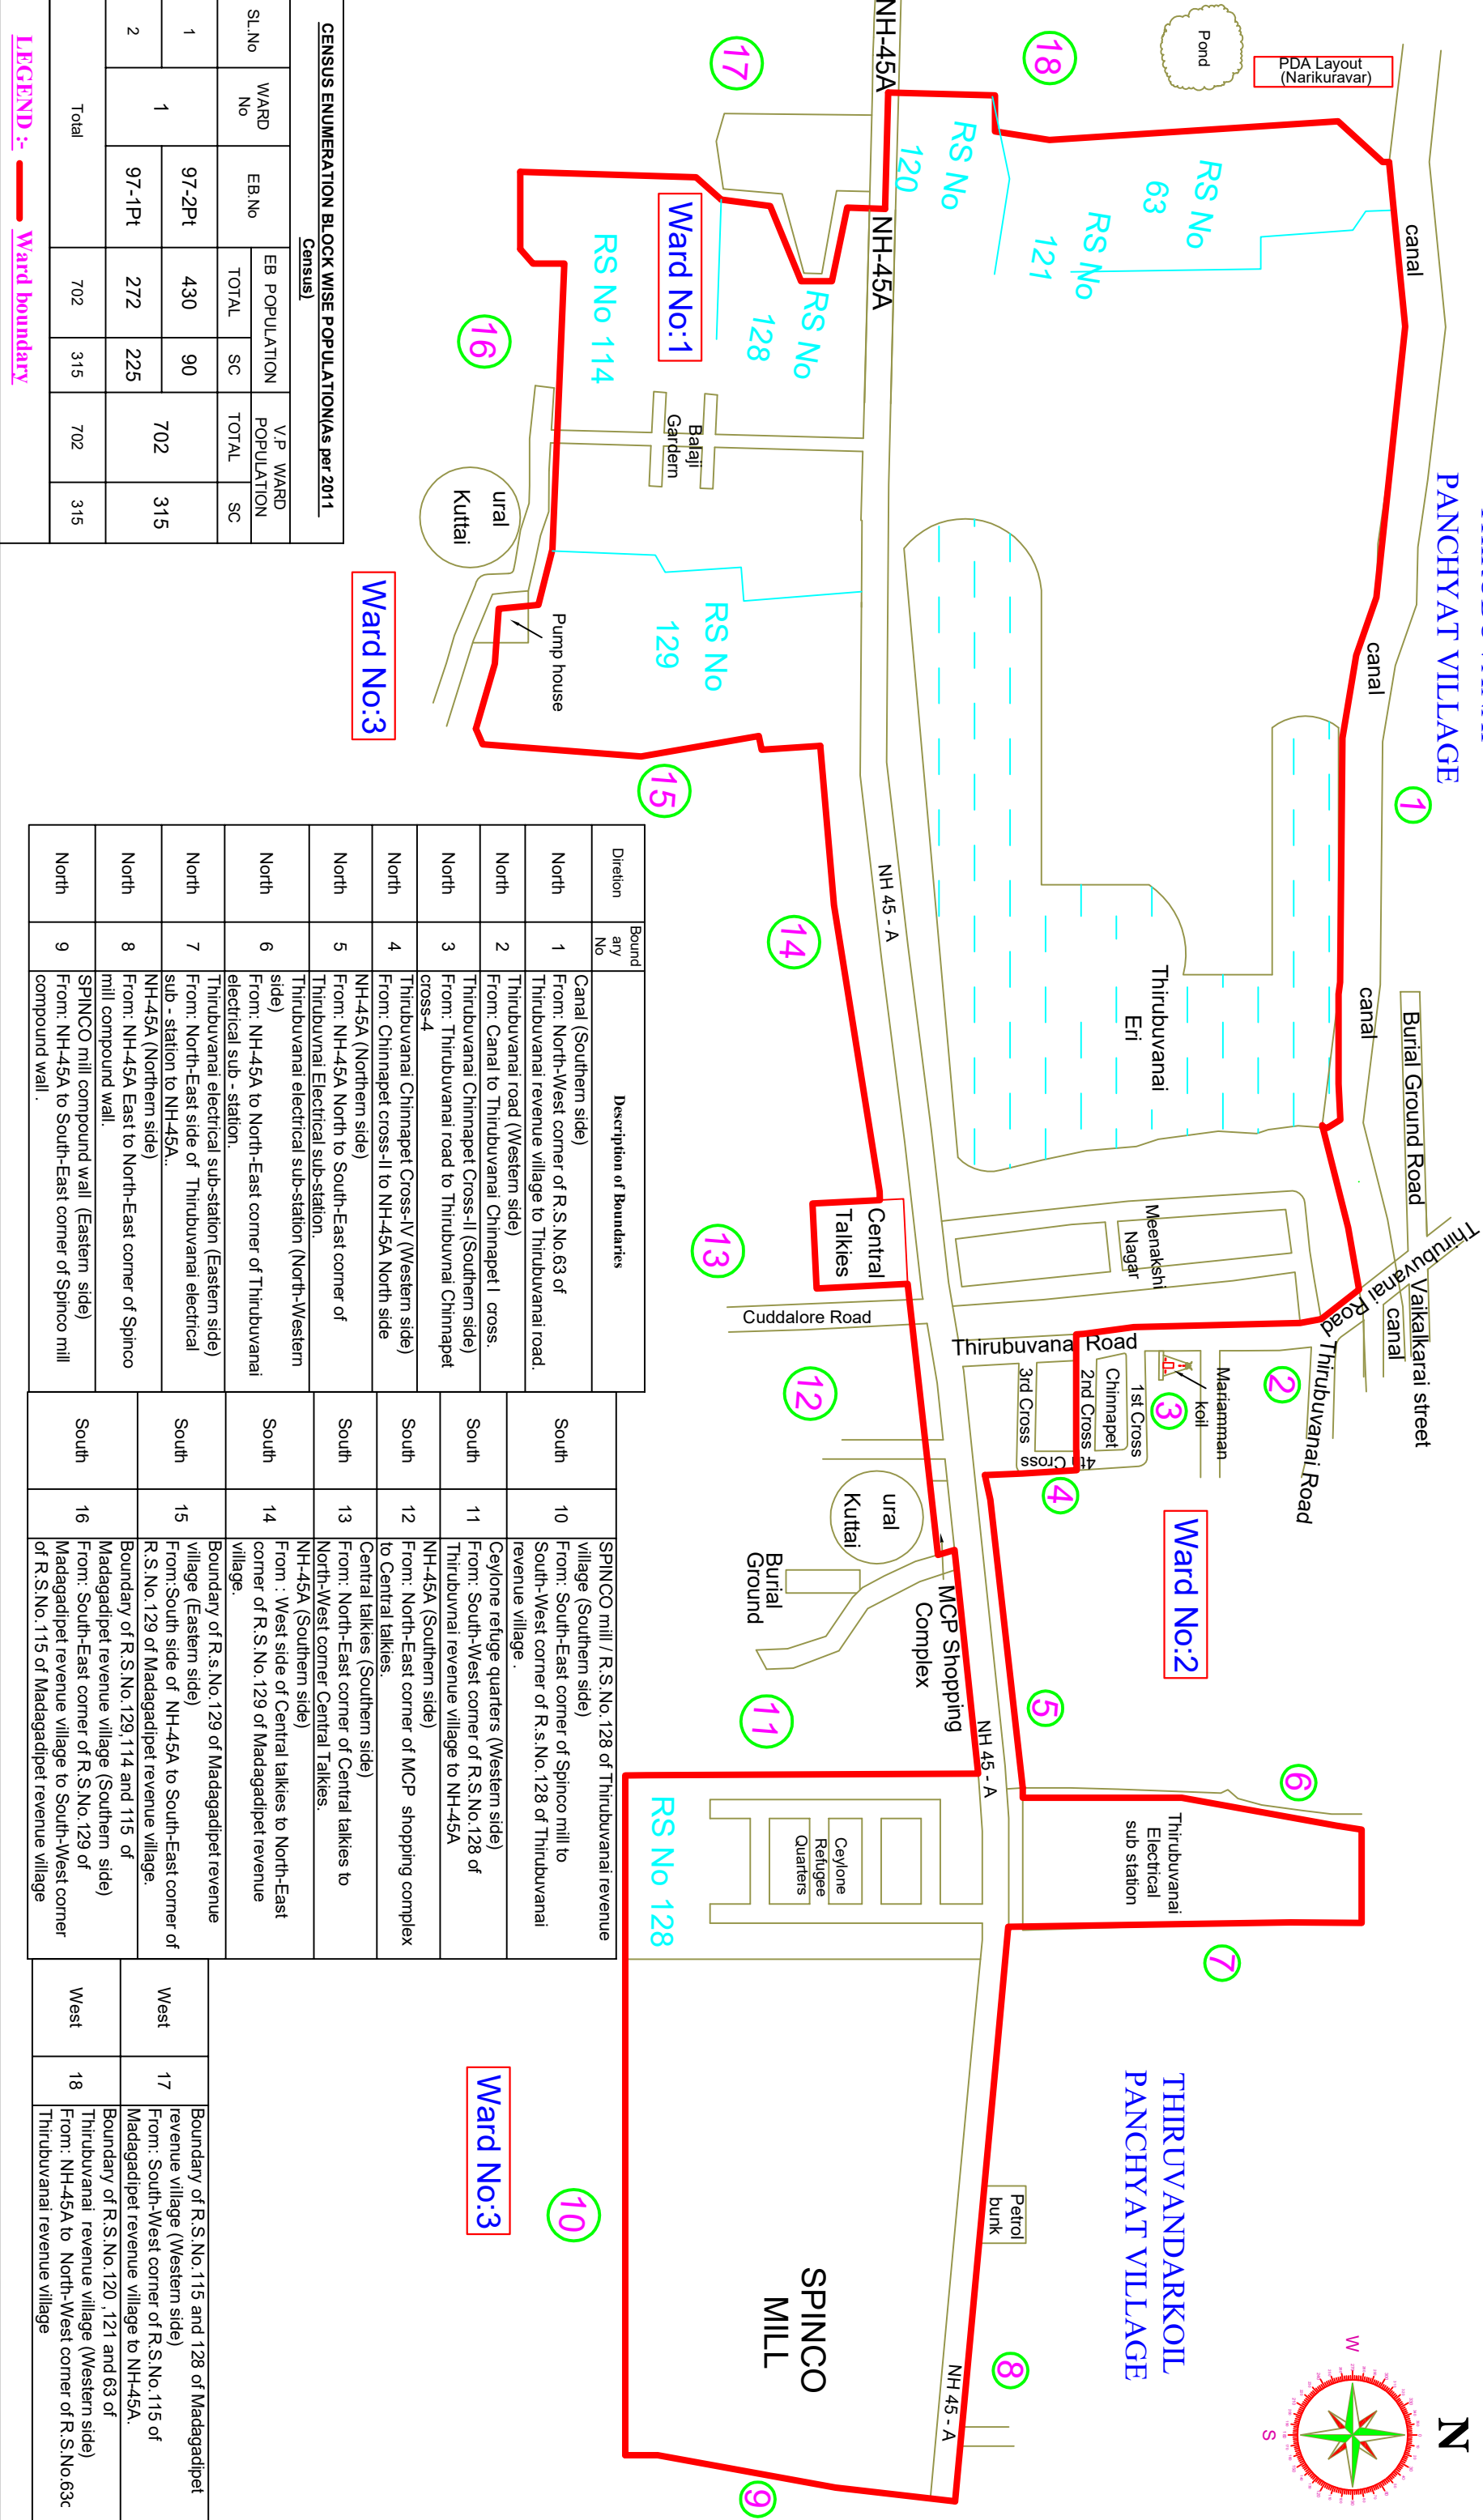 PANCHYAT VILLAGE
N
W
S
THIRUVANDARKOIL
PANCHYAT VILLAGE
PDA Layout
(Narikuravar)
Pond
canal
canal
canal
canal
Burial Ground Road
Thirubuvanai Road
Vaikalkarai street
Thirubuvanai Road
1
2
3
4
5
6
7
8
9
10
11
12
13
14
15
16
17
18
RS No
63
RS No
121
RS No
120
RS No
128
RS No 114
RS No
129
RS No 128
NH-45A
NH-45A
NH 45 - A
NH 45 - A
NH 45 - A
Ward No:1
Ward No:2
Ward No:3
Ward No:3
Balaji
Gardern
ural
Kuttai
Pump house
Thirubuvanai
Eri
Meenakshi
Nagar
Central
Talkies
Cuddalore Road
Thirubuvanai Road
Mariamman
koil
1st Cross
Chinnapet
2nd Cross
3rd Cross
4th Cross
ural
Kuttai
Burial
Ground
MCP Shopping
Complex
Thirubuvanai
Electrical
sub station
Ceylone
Refugee
Quarters
Petrol
bunk
SPINCO
MILL
CENSUS ENUMERATION BLOCK WISE POPULATION(As per 2011
Census)
SL.No WARD No EB.No EB POPULATION V.P WARD POPULATION
TOTAL SC TOTAL SC
1 1 97-2Pt 430 90 702 315
2 97-1Pt 272 225
Total 702 315 702 315
LEGEND :- Ward boundary
Diretion Bound ary No Description of Boundaries
North 1 Canal (Southern side)
From: North-West corner of R.S.No.63 of
Thirubuvanai revenue village to Thirubuvanai road.
North 2 Thirubuvanai road (Western side)
From: Canal to Thirubuvanai Chinnapet I cross.
North 3 Thirubuvanai Chinnapet Cross-II (Southern side)
From: Thirubuvanai road to Thirubuvanai Chinnapet
cross-4
North 4 Thirubuvanai Chinnapet Cross-IV (Western side)
From: Chinnapet cross-II to NH-45A North side
North 5 NH-45A (Northern side)
From: NH-45A North to South-East corner of
Thirubuvnai Electrical sub-station.
North 6 Thirubuvanai electrical sub-station (North-Western
side)
From: NH-45A to North-East corner of Thirubuvanai
electrical sub - station.
North 7 Thirubuvanai electrical sub-station (Eastern side)
From: North-East side of Thirubuvanai electrical
sub - station to NH-45A..
North 8 NH-45A (Northern side)
From: NH-45A East to North-East corner of Spinco
mill compound wall.
North 9 SPINCO mill compound wall (Eastern side)
From: NH-45A to South-East corner of Spinco mill
compound wall .
South 10 SPINCO mill / R.S.No.128 of Thirubuvanai revenue
village (Southern side)
From: South-East corner of Spinco mill to
South-West corner of R.s.No.128 of Thirubuvanai
revenue village .
South 11 Ceylone refuge quarters (Western side)
From: South-West corner of R.S.No.128 of
Thirubuvnai revenue village to NH-45A
South 12 NH-45A (Southern side)
From: North-East corner of MCP shopping complex
to Central talkies.
South 13 Central talkies (Southern side)
From: North-East corner of Central talkies to
North-West corner Central Talkies.
South 14 NH-45A (Southern side)
From : West side of Central talkies to North-East
corner of R.S.No.129 of Madagadipet revenue
village.
South 15 Boundary of R.s.No.129 of Madagadipet revenue
village (Eastern side)
From:South side of NH-45A to South-East corner of
R.S.No.129 of Madagadipet revenue village.
South 16 Boundary of R.S.No.129,114 and 115 of
Madagadipet revenue village (Southern side)
From: South-East corner of R.S.No.129 of
Madagadipet revenue village to South-West corner
of R.S.No.115 of Madagadipet revenue village
West 17 Boundary of R.S.No.115 and 128 of Madagadipet
revenue village (Western side)
From: South-West corner of R.S.No.115 of
Madagadipet revenue village to NH-45A.
West 18 Boundary of R.S.No.120 ,121 and 63 of
Thirubuvanai revenue village (Western side)
From: NH-45A to North-West corner of R.S.No.63
Thirubuvanai revenue village